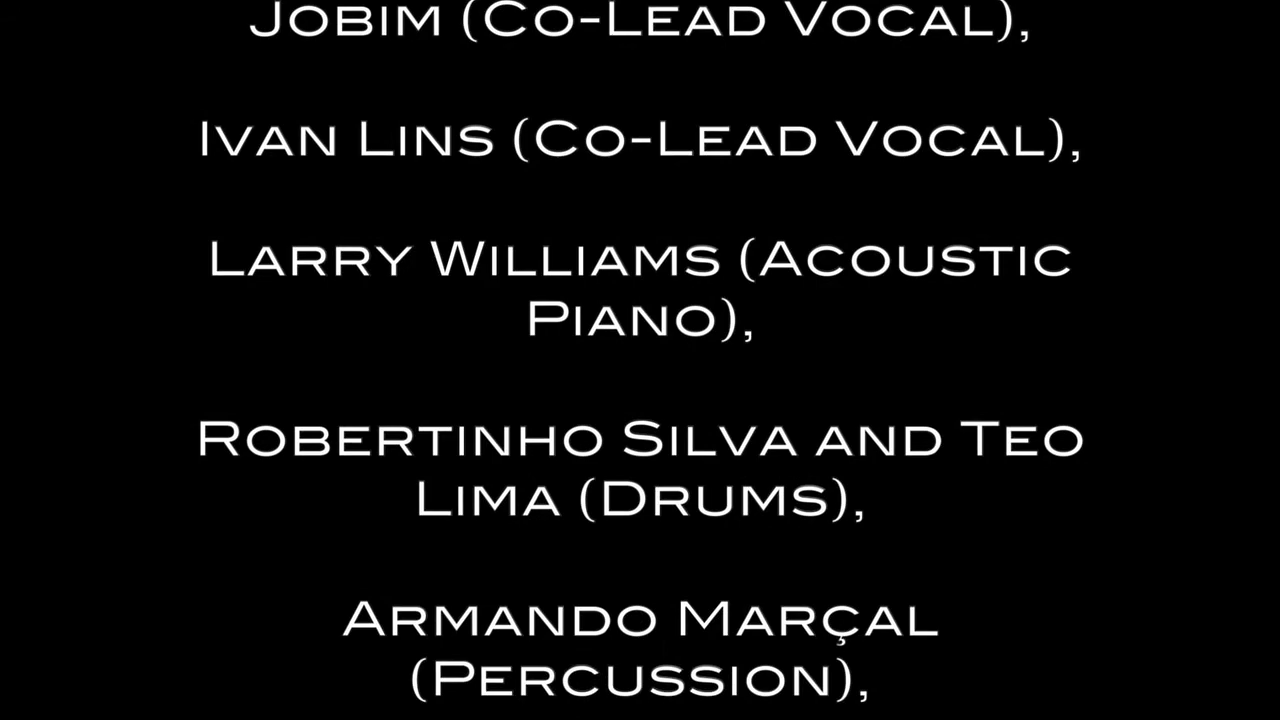 Jobim (Co-Lead Vocal),
Ivan Lins (Co-Lead Vocal),
Larry Williams (Acoustic
Piano),
Robertinho Silva and Teo
Lima (Drums),
Armando Marçal
(Percussion),